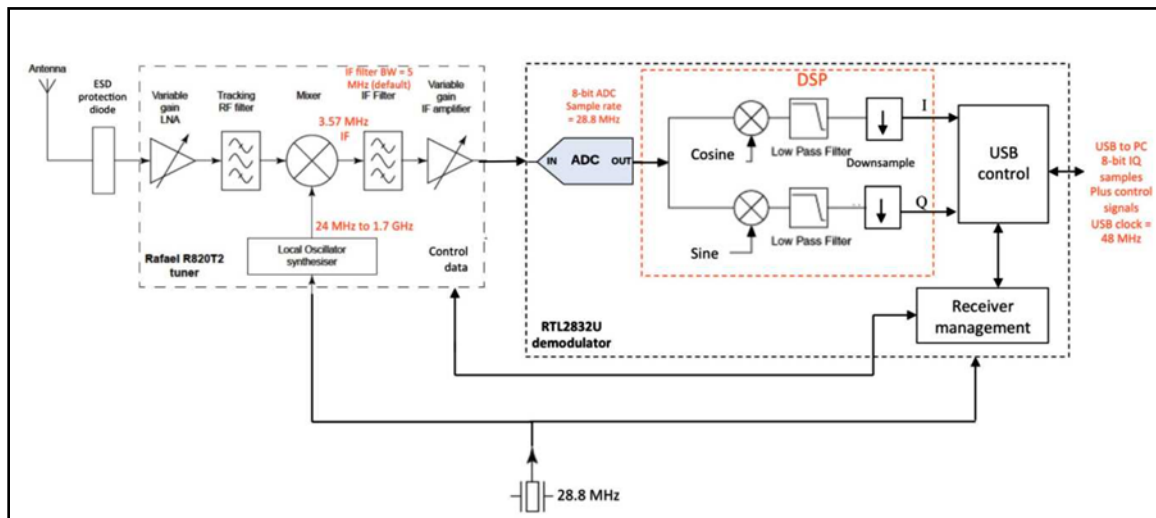 Antenna
ESD
protection
diode
Variable
gain
LNA
Tracking
RF filter
Mixer
IF filter BW = 5
MHz (default)
IF Filter
Variable
gain
IF amplifier
3.57 MHz
IF
24 MHz to 1.7 GHz
Local Oscillator
synthesiser
Rafael R820T2
tuner
Control
data
8-bit ADC
Sample rate
= 28.8 MHz
IN
ADC
OUT
DSP
Cosine
Low Pass Filter
Downsample
I
Sine
Low Pass Filter
Q
USB
control
USB to PC
8-bit IQ
samples
Plus control
signals
USB clock =
48 MHz
RTL2832U
demodulator
Receiver
management
28.8 MHz